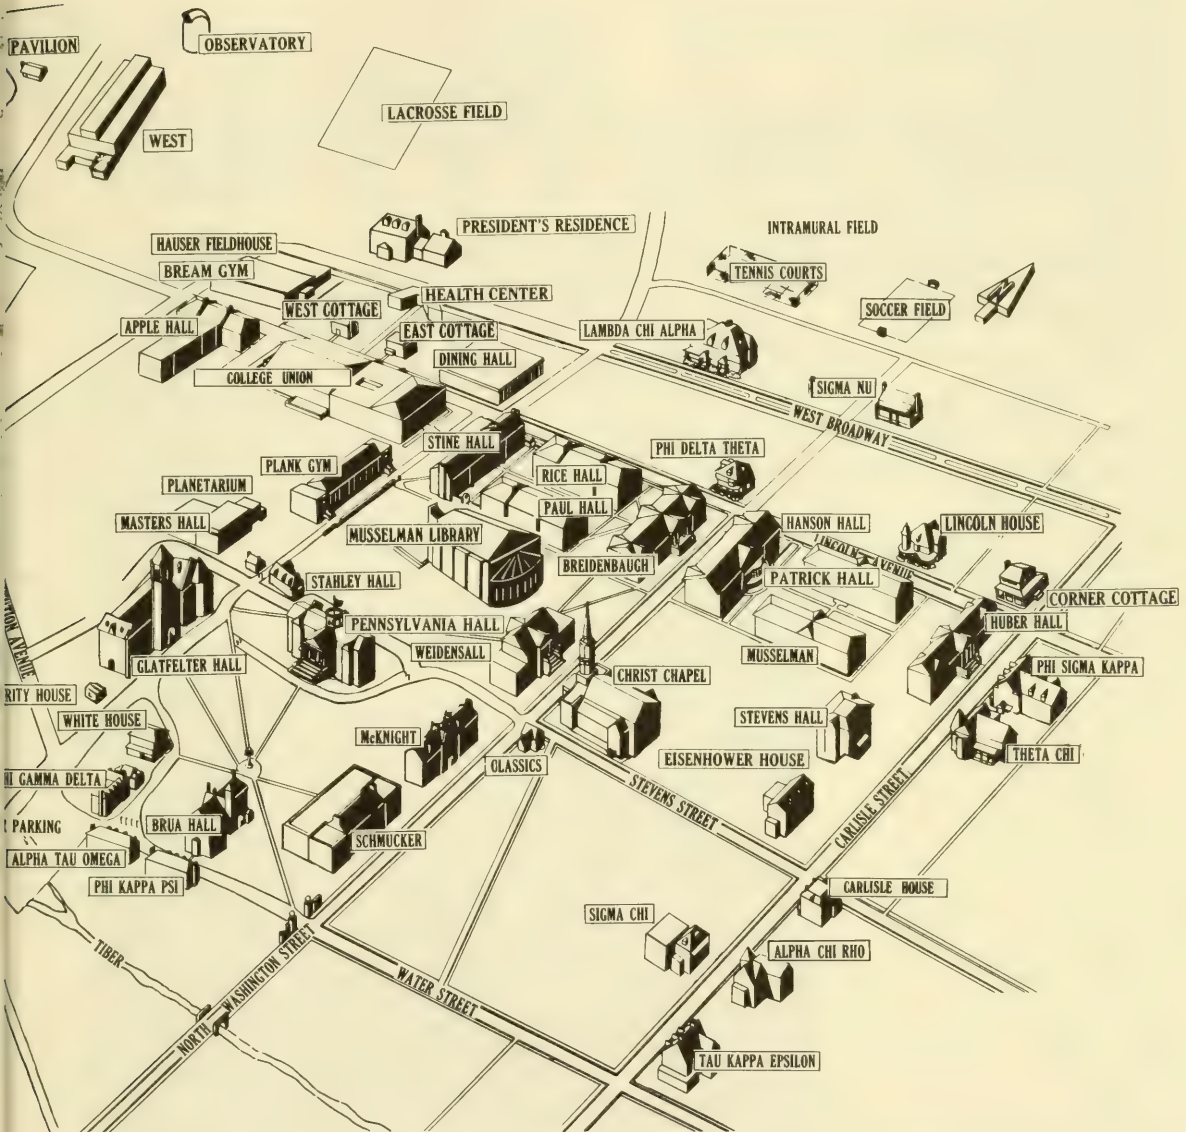 PAVILION
OBSERVATORY
LACROSSE FIELD
WEST
PRESIDENT'S RESIDENCE
INTRAMURAL FIELD
HAUSER FIELDHOUSE
BREAM GYM
TENNIS COURTS
HEALTH CENTER
WEST COTTAGE
SOCCER FIELD
N
APPLE HALL
EAST COTTAGE
LAMBDA CHI ALPHA
DINING HALL
COLLEGE UNION
SIGMA NU
WEST BROADWAY
STINE HALL
PHI DELTA THETA
PLANK GYM
RICE HALL
PLANETARIUM
PAUL HALL
MASTERS HALL
MUSSELMAN LIBRARY
HANSON HALL
LINCOLN HOUSE
LINCOLN AVENUE
BREIDENBAUGH
STAHLEY HALL
PATRICK HALL
CORNER COTTAGE
PENNSYLVANIA HALL
HUBER HALL
WEIDENSALL
MUSSELMAN
GLATFELTER HALL
PHI SIGMA KAPPA
CHRIST CHAPEL
AVENUE
RITY HOUSE
WHITE HOUSE
McKNIGHT
STEVENS HALL
THETA CHI
CLASSICS
EISENHOWER HOUSE
HI GAMMA DELTA
STEVENS STREET
CARLISLE STREET
PARKING
BRUA HALL
SCHMUCKER
ALPHA TAU OMEGA
PHI KAPPA PSI
CARLISLE HOUSE
SIGMA CHI
TIBER
ALPHA CHI RHO
NORTH WASHINGTON STREET
WATER STREET
TAU KAPPA EPSILON